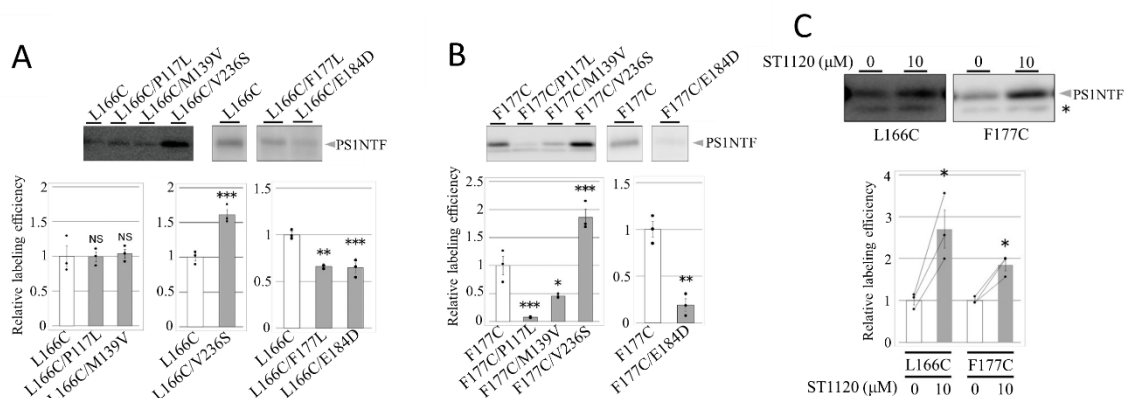 A
L166C
L166C/P117L
L166C/M139V
L166C/V236S
L166C
L166C/F177L
L166C/E184D
PS1NTF
Relative labeling efficiency
2
1.5
1
0.5
0
NS
NS
L166C
L166C/P117L
L166C/M139V
2
1.5
1
0.5
0
***
L166C
L166C/V236S
1.5
1
0.5
0
**
***
L166C
L166C/F177L
L166C/E184D
B
F177C
F177C/P117L
F177C/M139V
F177C/V236S
F177C
F177C/E184D
PS1NTF
Relative labeling efficiency
2.5
2
1.5
1
0.5
0
***
*
***
F177C
F177C/P117L
F177C/M139V
F177C/V236S
1.5
1
0.5
0
**
F177C
F177C/E184D
C
ST1120 (μM) 0 10 0 10
PS1NTF
*
L166C F177C
Relative labeling efficiency
4
3
2
1
0
*
*
L166C F177C
ST1120 (μM) 0 10 0 10